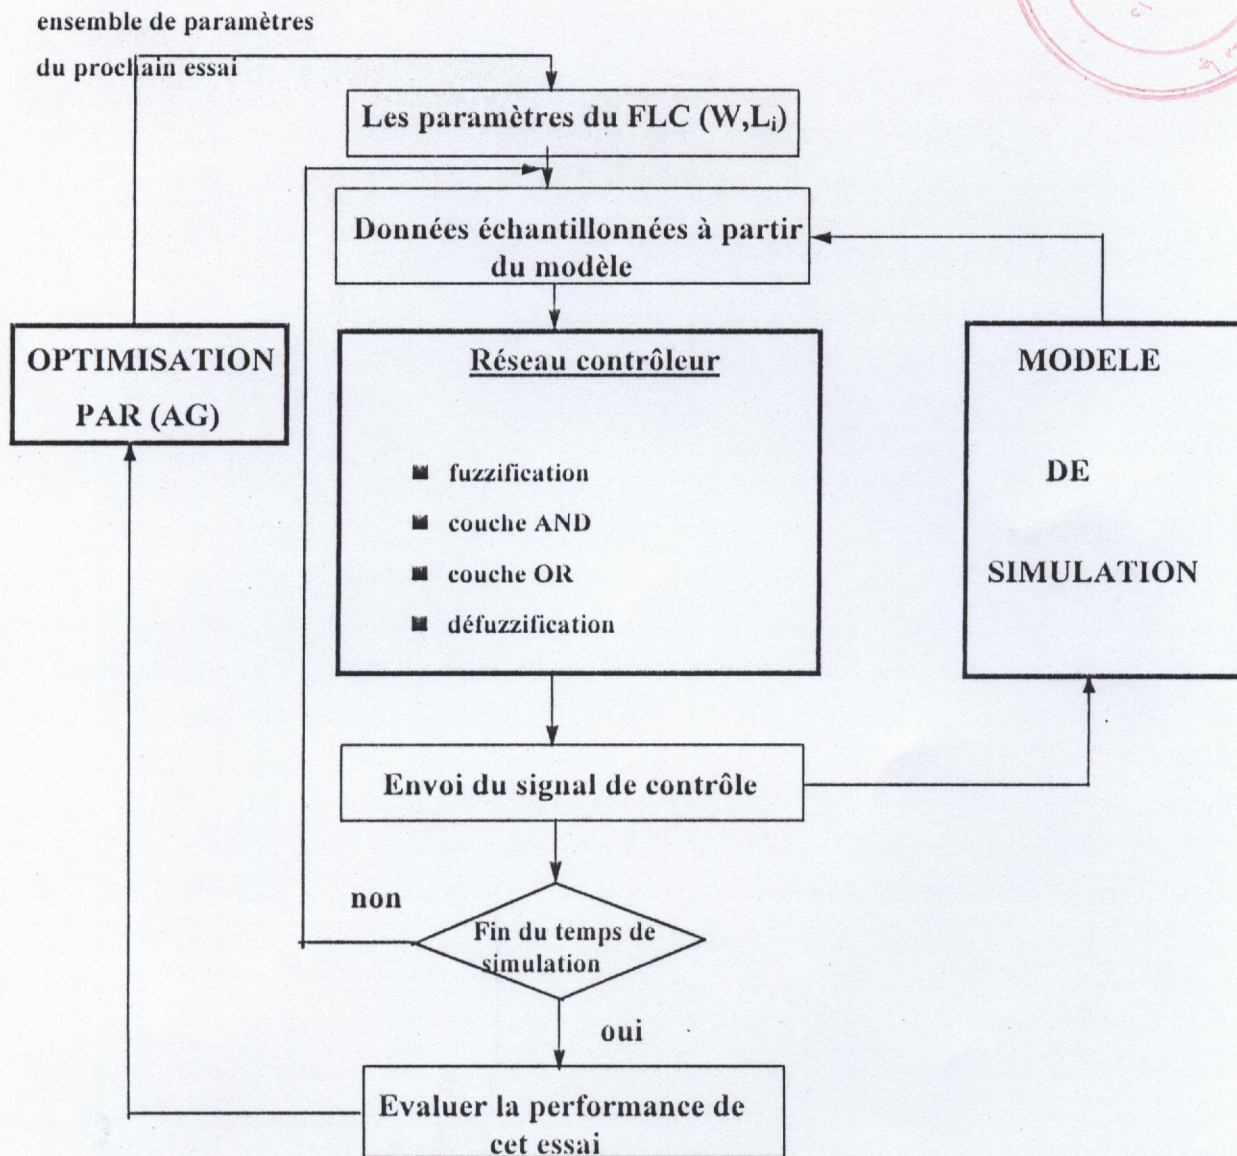 ensemble de paramètres
du prochain essai
Les paramètres du FLC (W,Lᵢ)
Données échantillonnées à partir
du modèle
OPTIMISATION
PAR (AG)
Réseau contrôleur
■ fuzzification
■ couche AND
■ couche OR
■ défuzzification
MODELE
DE
SIMULATION
Envoi du signal de contrôle
non
Fin du temps de
simulation
oui
Evaluer la performance de
cet essai